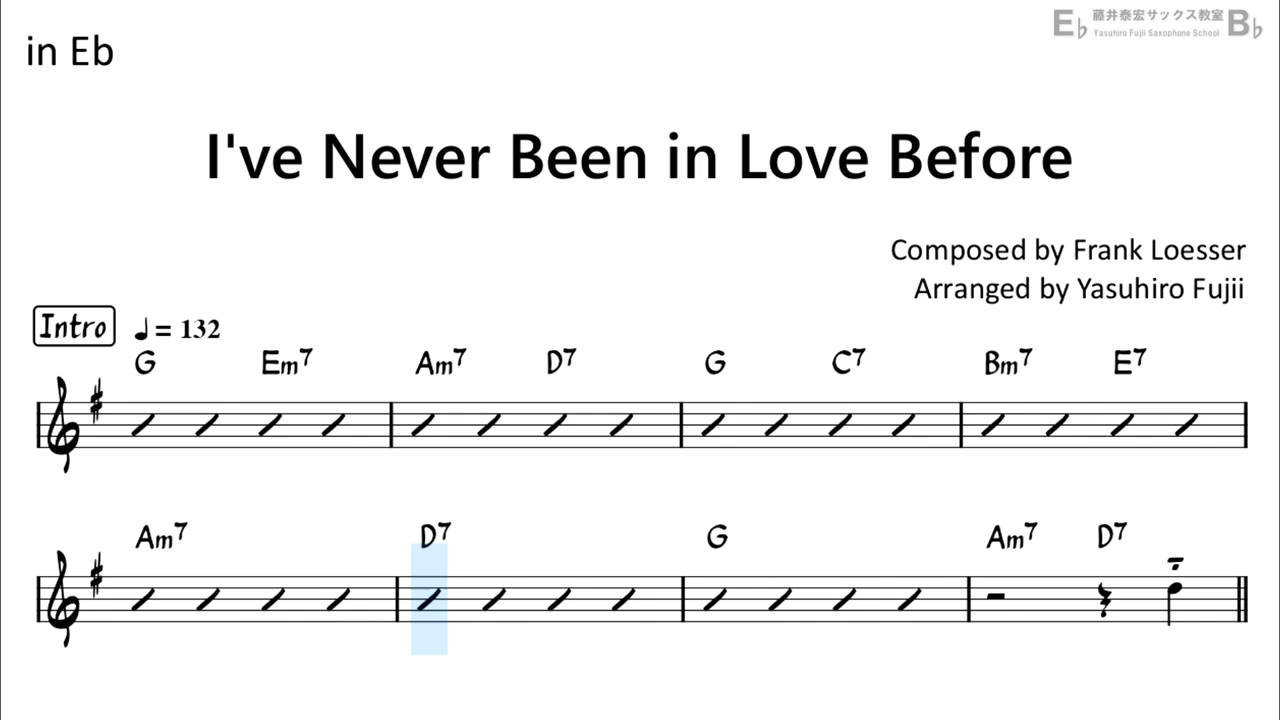 E♭ 藤井泰宏サックス教室 B♭
Yasuhiro Fujii Saxophone School
in Eb
I've Never Been in Love Before
Composed by Frank Loesser
Arranged by Yasuhiro Fujii
Intro ♩= 132
G Em7 Am7 D7 G C7 Bm7 E7
Am7 D7 G Am7 D7